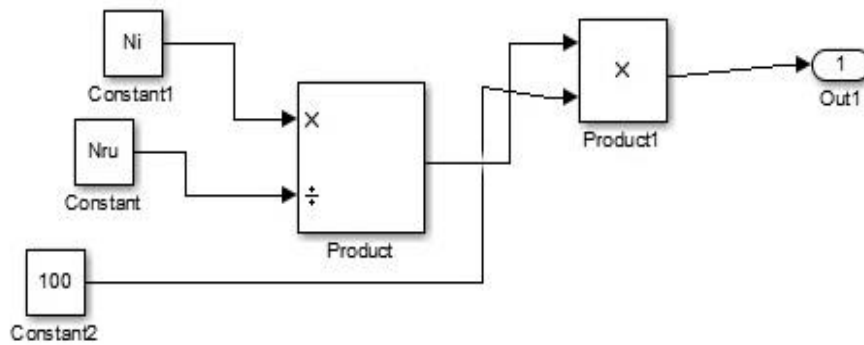 Ni
Constant1
Nru
Constant
100
Constant2
×
÷
Product
×
Product1
1
Out1